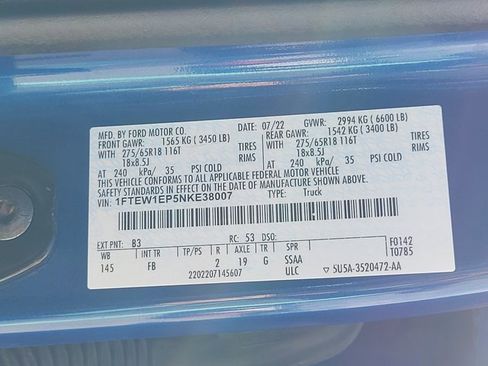 MFD. BY FORD MOTOR CO. 07/22 GVWR: 2994 KG ( 6600 LB)
FRONT GAWR: 1565 KG ( 3450 LB) REAR GAWR: 1542 KG ( 3400 LB)
WITH 275/65R18 116T TIRES WITH 275/65R18 116T TIRES
18x8.5J RIMS 18x8.5J RIMS
AT 240 kPa/ 35 PSI COLD AT 240 kPa/ 35 PSI COLD
THIS VEHICLE CONFORMS TO ALL APPLICABLE FEDERAL MOTOR VEHICLE SAFETY STANDARDS IN EFFECT ON THE DATE OF MANUFACTURE SHOWN ABOVE.
VIN: 1FTEW1EP5NKE38007 TYPE: Truck
EXT PNT: B3 RC: 53 DSO: F0142
WB INT TR TP/PS R AXLE TR SPR T0785
145 FB 2 19 G SSAA
2202207145607 ULC ▽ 5U5A-3520472-AA